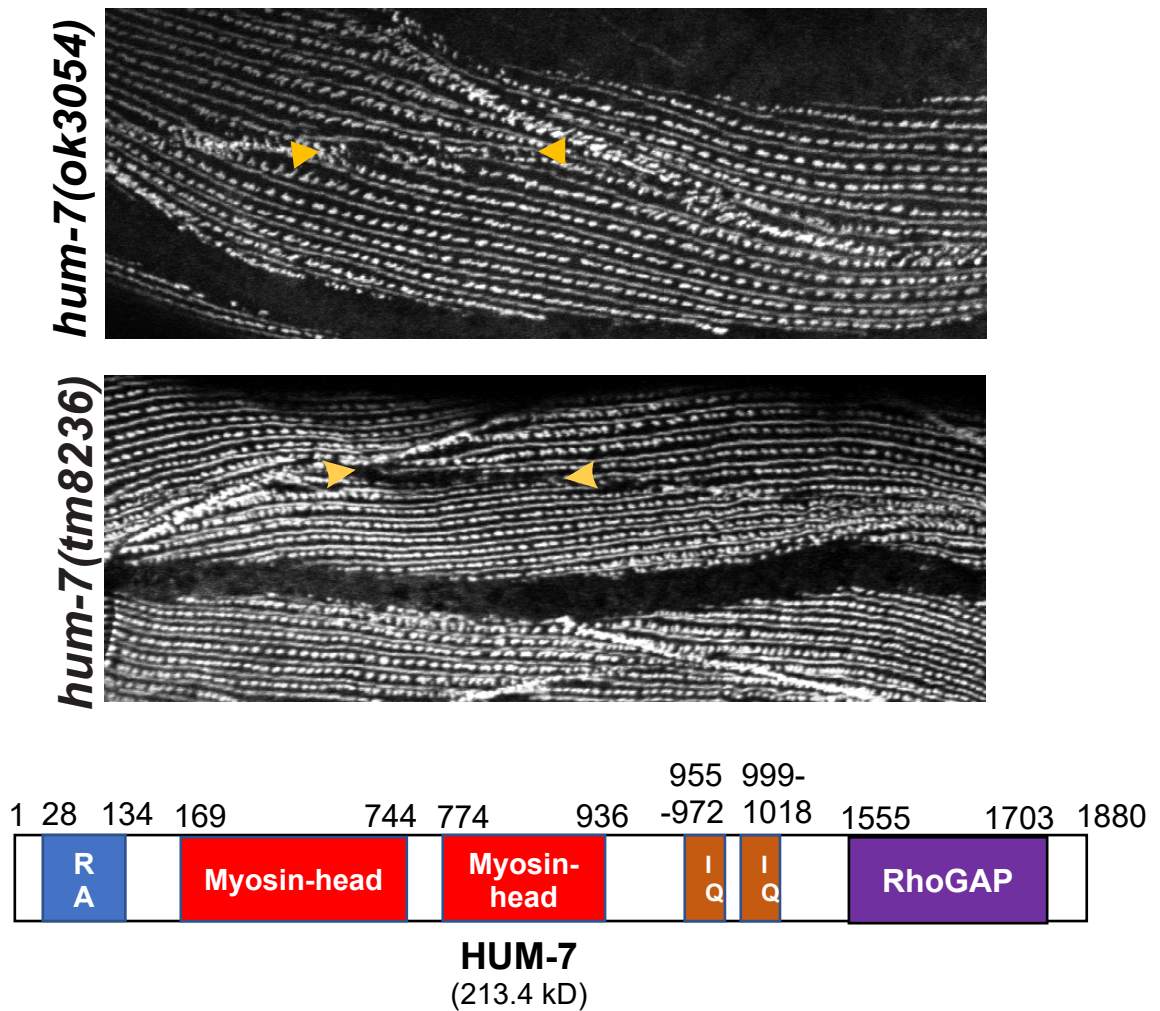 hum-7(ok3054)
hum-7(tm8236)
955 999-
1 28 134 169 744 774 936 -972 1018 1555 1703 1880
R
A
Myosin-head
Myosin-
head
I
Q
I
Q
RhoGAP
HUM-7
(213.4 kD)